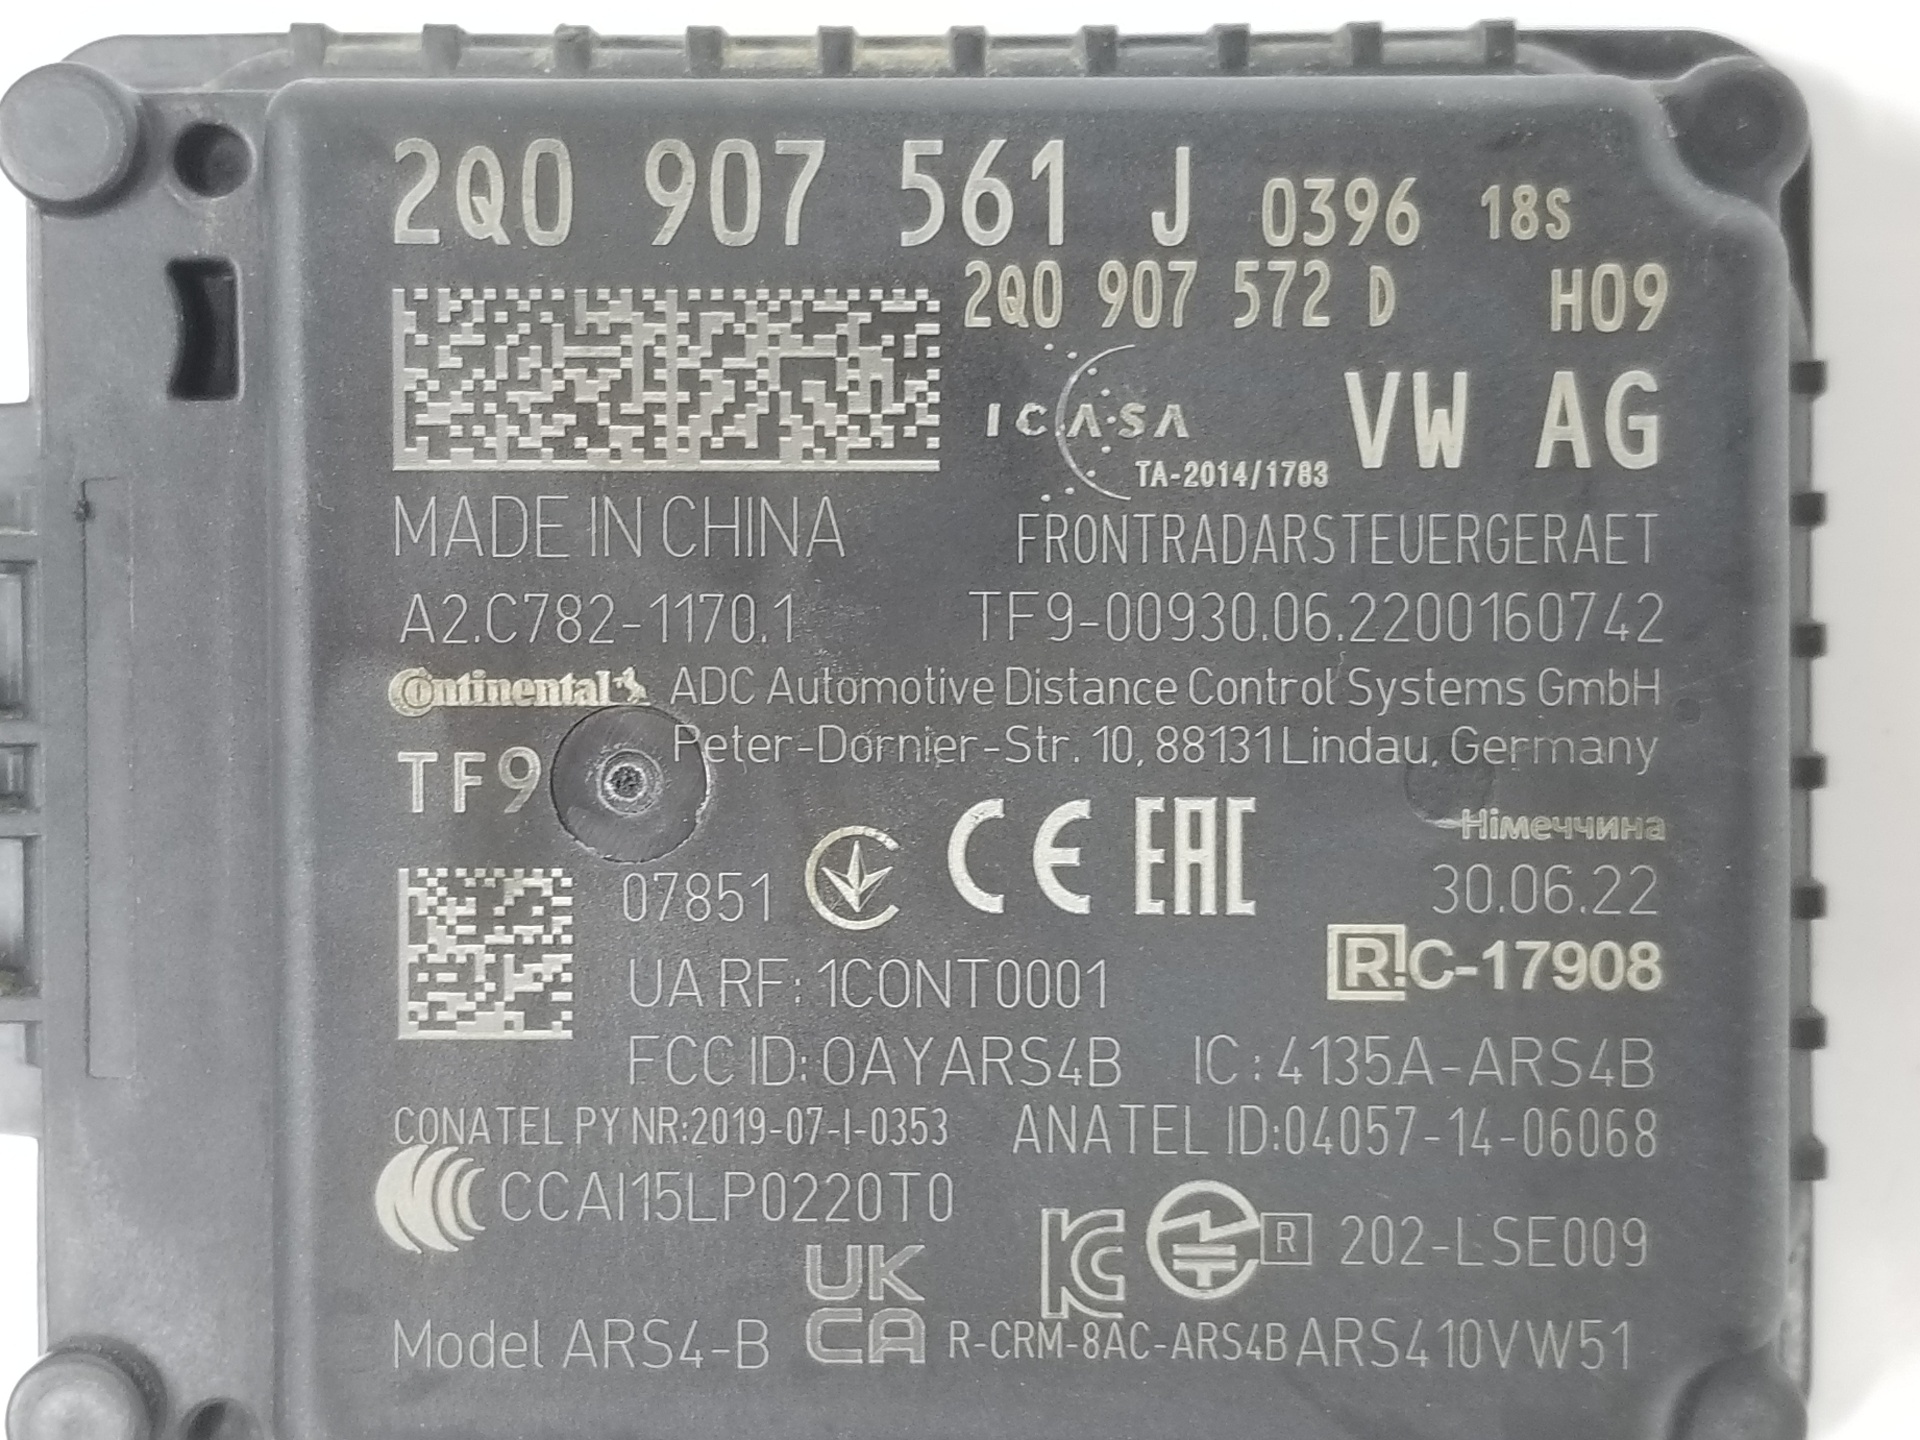 2Q0 907 561 J 0396 18S
2Q0 907 572 D H09
ICASA VW AG
TA-2014/1783
MADE IN CHINA FRONTRADARSTEUERGERAET
A2.C782-1170.1 TF9-00930.06.2200160742
Continental ADC Automotive Distance Control Systems GmbH
TF9 Peter-Dornier-Str. 10, 88131 Lindau, Germany
Німеччина
07851 CE EAC 30.06.22
UA RF: 1CONT0001 R!C-17908
FCC ID: OAYARS4B IC: 4135A-ARS4B
CONATEL PY NR:2019-07-I-0353 ANATEL ID:04057-14-06068
CCAI15LP0220T0 KC R 202-LSE009
UK
CA
Model ARS4-B R-CRM-8AC-ARS4B ARS410VW51